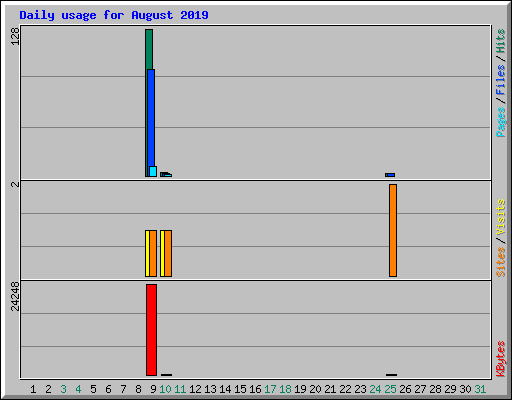 Daily usage for August 2019
128
Pages/Files/Hits
2
Sites/Visits
24248
KBytes
1 2 3 4 5 6 7 8 9 10 11 12 13 14 15 16 17 18 19 20 21 22 23 24 25 26 27 28 29 30 31